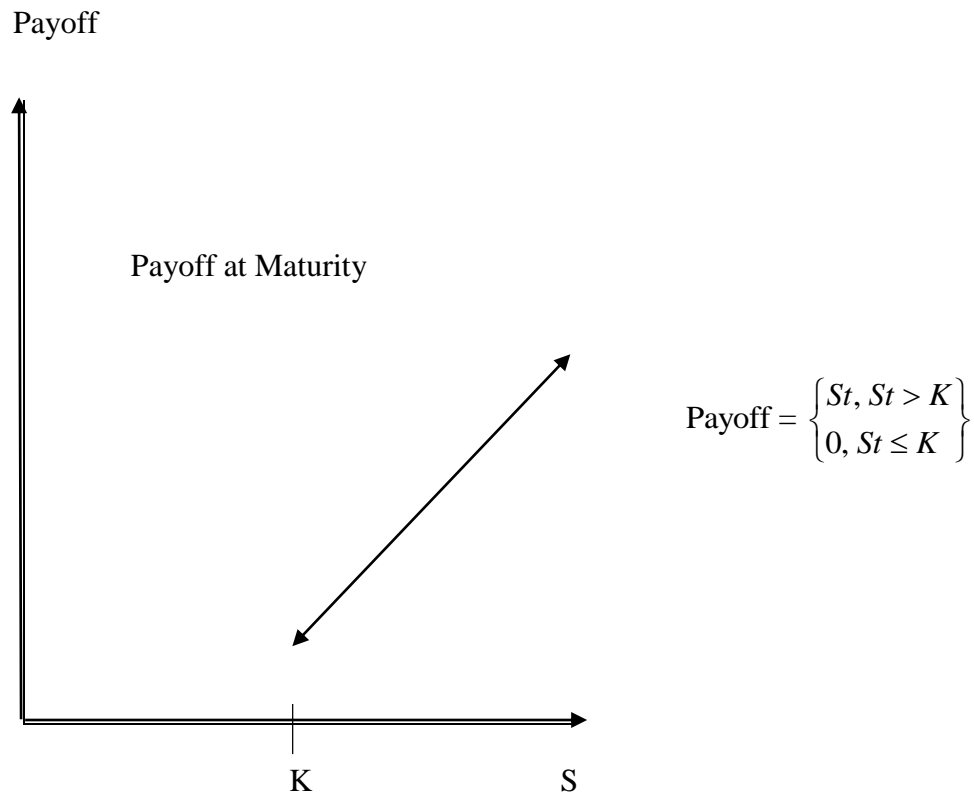 Payoff
Payoff at Maturity
Payoff = { St, St > K
0, St ≤ K }
K S